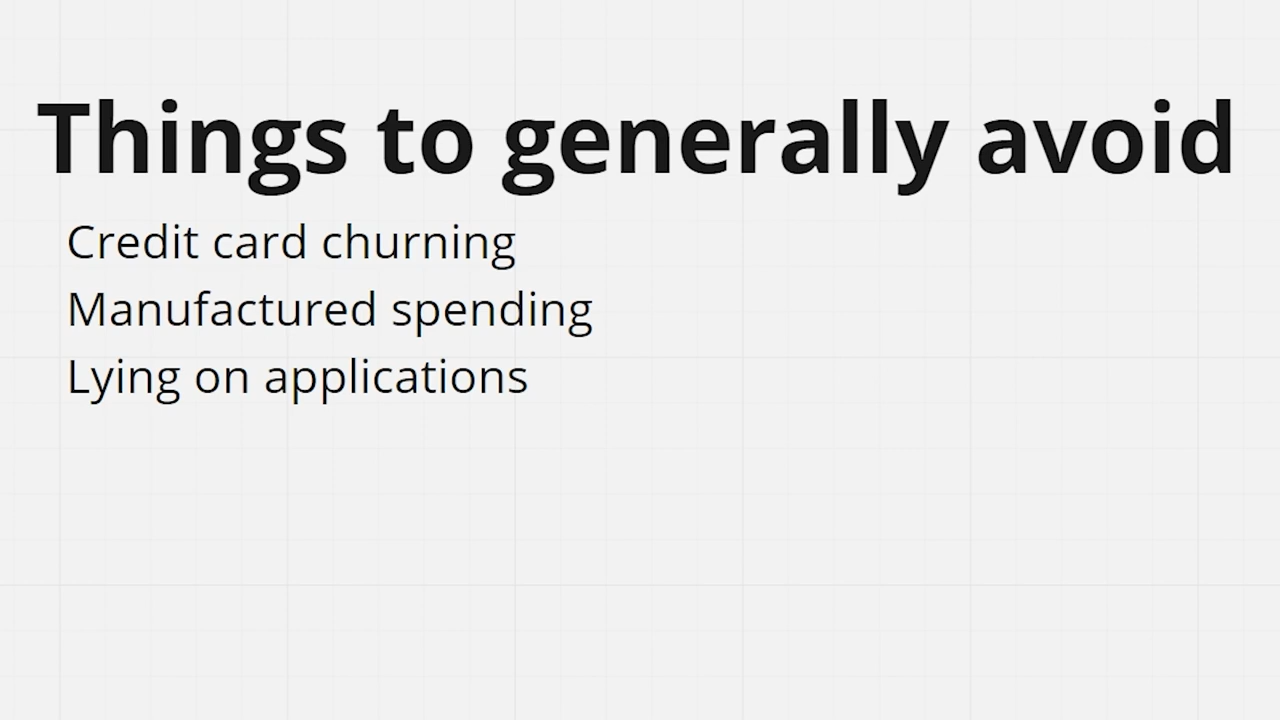 Things to generally avoid
Credit card churning
Manufactured spending
Lying on applications